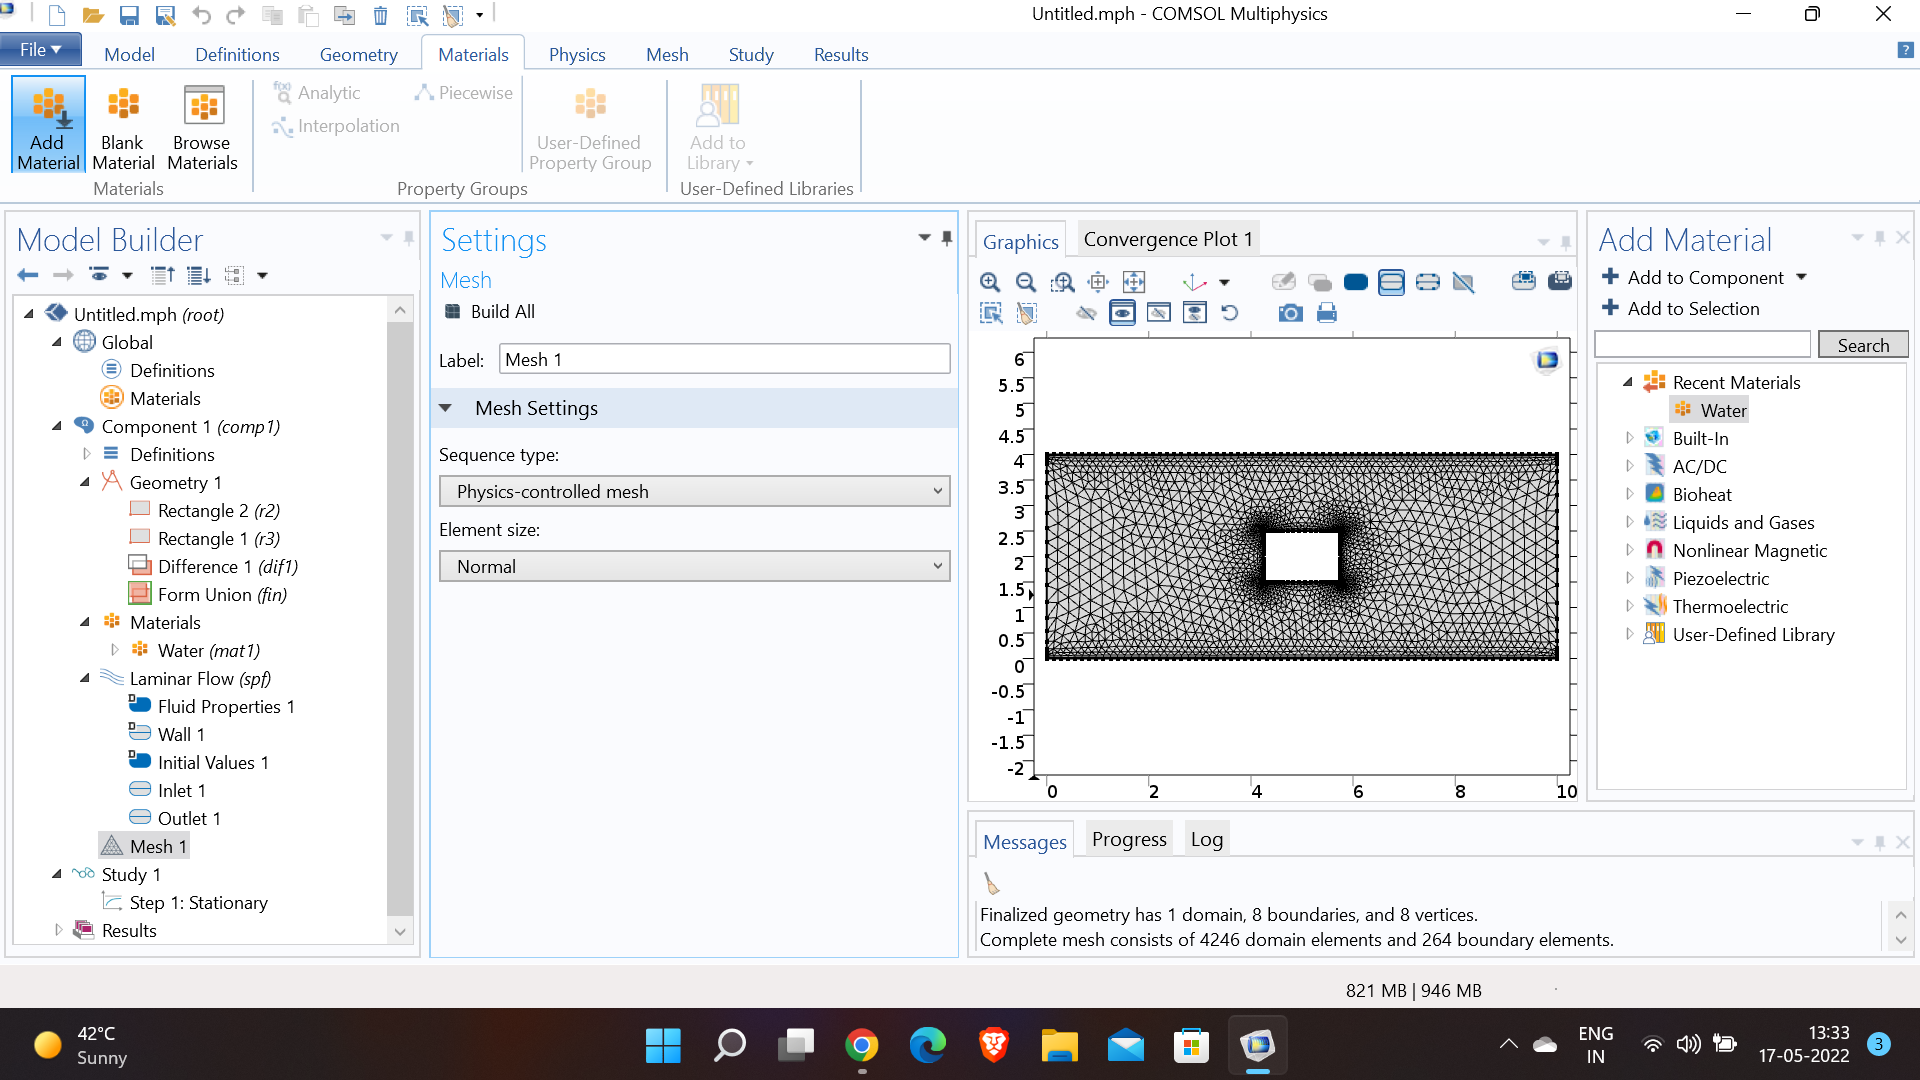 Untitled.mph - COMSOL Multiphysics
File
Model
Definitions
Geometry
Materials
Physics
Mesh
Study
Results
?
Add Material
Blank Material
Browse Materials
Materials
f(x) Analytic
Interpolation
Piecewise
Property Groups
User-Defined Property Group
Add to Library
User-Defined Libraries
Model Builder
Untitled.mph (root)
Global
Definitions
Materials
Component 1 (comp1)
Definitions
Geometry 1
Rectangle 2 (r2)
Rectangle 1 (r3)
Difference 1 (dif1)
Form Union (fin)
Materials
Water (mat1)
Laminar Flow (spf)
D Fluid Properties 1
D Wall 1
D Initial Values 1
Inlet 1
Outlet 1
Mesh 1
Study 1
Step 1: Stationary
Results
Settings
Mesh
Build All
Label: Mesh 1
Mesh Settings
Sequence type:
Physics-controlled mesh
Element size:
Normal
Graphics
Convergence Plot 1
6
5.5
5
4.5
4
3.5
3
2.5
2
1.5
1
0.5
0
-0.5
-1
-1.5
-2
0 2 4 6 8 10
Add Material
Add to Component
Add to Selection
Search
Recent Materials
Water
Built-In
AC/DC
Bioheat
Liquids and Gases
Nonlinear Magnetic
Piezoelectric
Thermoelectric
User-Defined Library
Messages
Progress
Log
Finalized geometry has 1 domain, 8 boundaries, and 8 vertices.
Complete mesh consists of 4246 domain elements and 264 boundary elements.
821 MB | 946 MB
42°C
Sunny
ENG
IN
13:33
17-05-2022
3